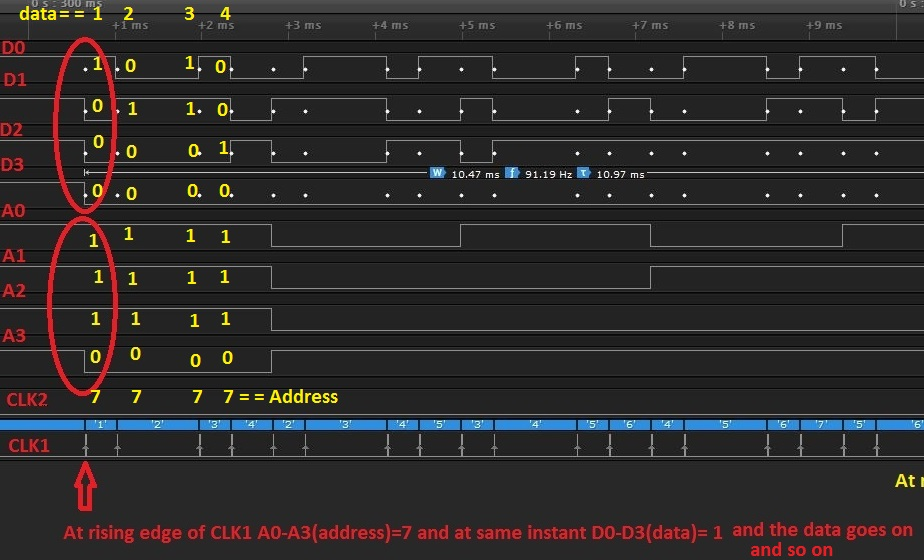 0 s : 300 ms
0 s :
data== 1 2 3 4
+1 ms +2 ms +3 ms +4 ms +5 ms +6 ms +7 ms +8 ms +9 ms
D0
1 0 1 0
D1
0 1 1 0
D2
0 0 0 1
D3
W 10.47 ms f 91.19 Hz τ 10.97 ms
0 0 0 0
A0
1 1 1 1
A1
1 1 1 1
A2
1 1 1 1
A3
0 0 0 0
CLK2 7 7 7 7 == Address
'1' '2' '3' '4' '2' '3' '4' '5' '3' '4' '5' '6' '4' '5' '6' '7' '5' '6'
CLK1
At r
At rising edge of CLK1 A0-A3(address)=7 and at same instant D0-D3(data)= 1 and the data goes on
and so on